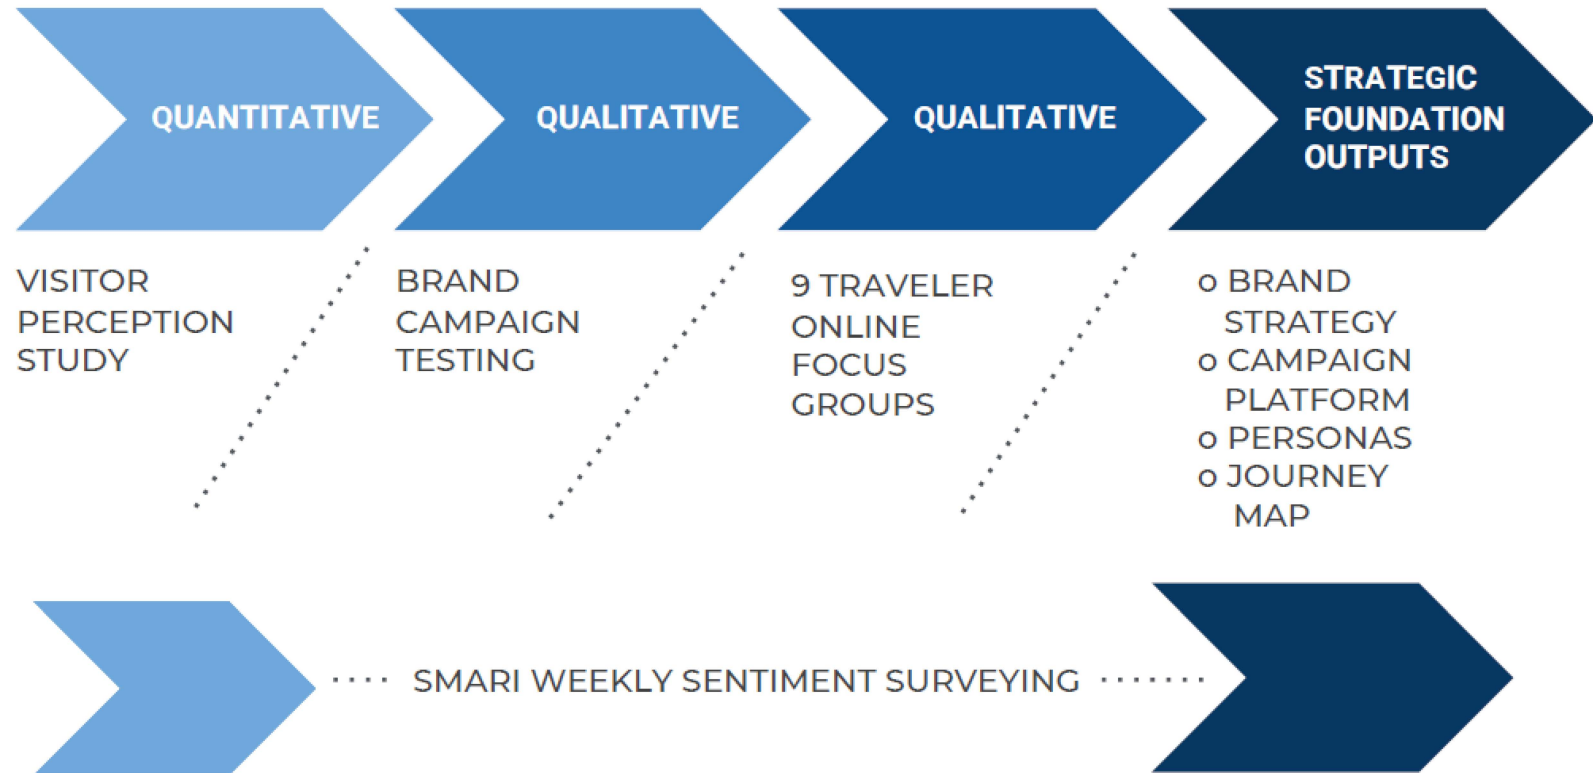 QUANTITATIVE
QUALITATIVE
QUALITATIVE
STRATEGIC
FOUNDATION
OUTPUTS
VISITOR
PERCEPTION
STUDY
BRAND
CAMPAIGN
TESTING
9 TRAVELER
ONLINE
FOCUS
GROUPS
o BRAND
STRATEGY
o CAMPAIGN
PLATFORM
o PERSONAS
o JOURNEY
MAP
SMARI WEEKLY SENTIMENT SURVEYING